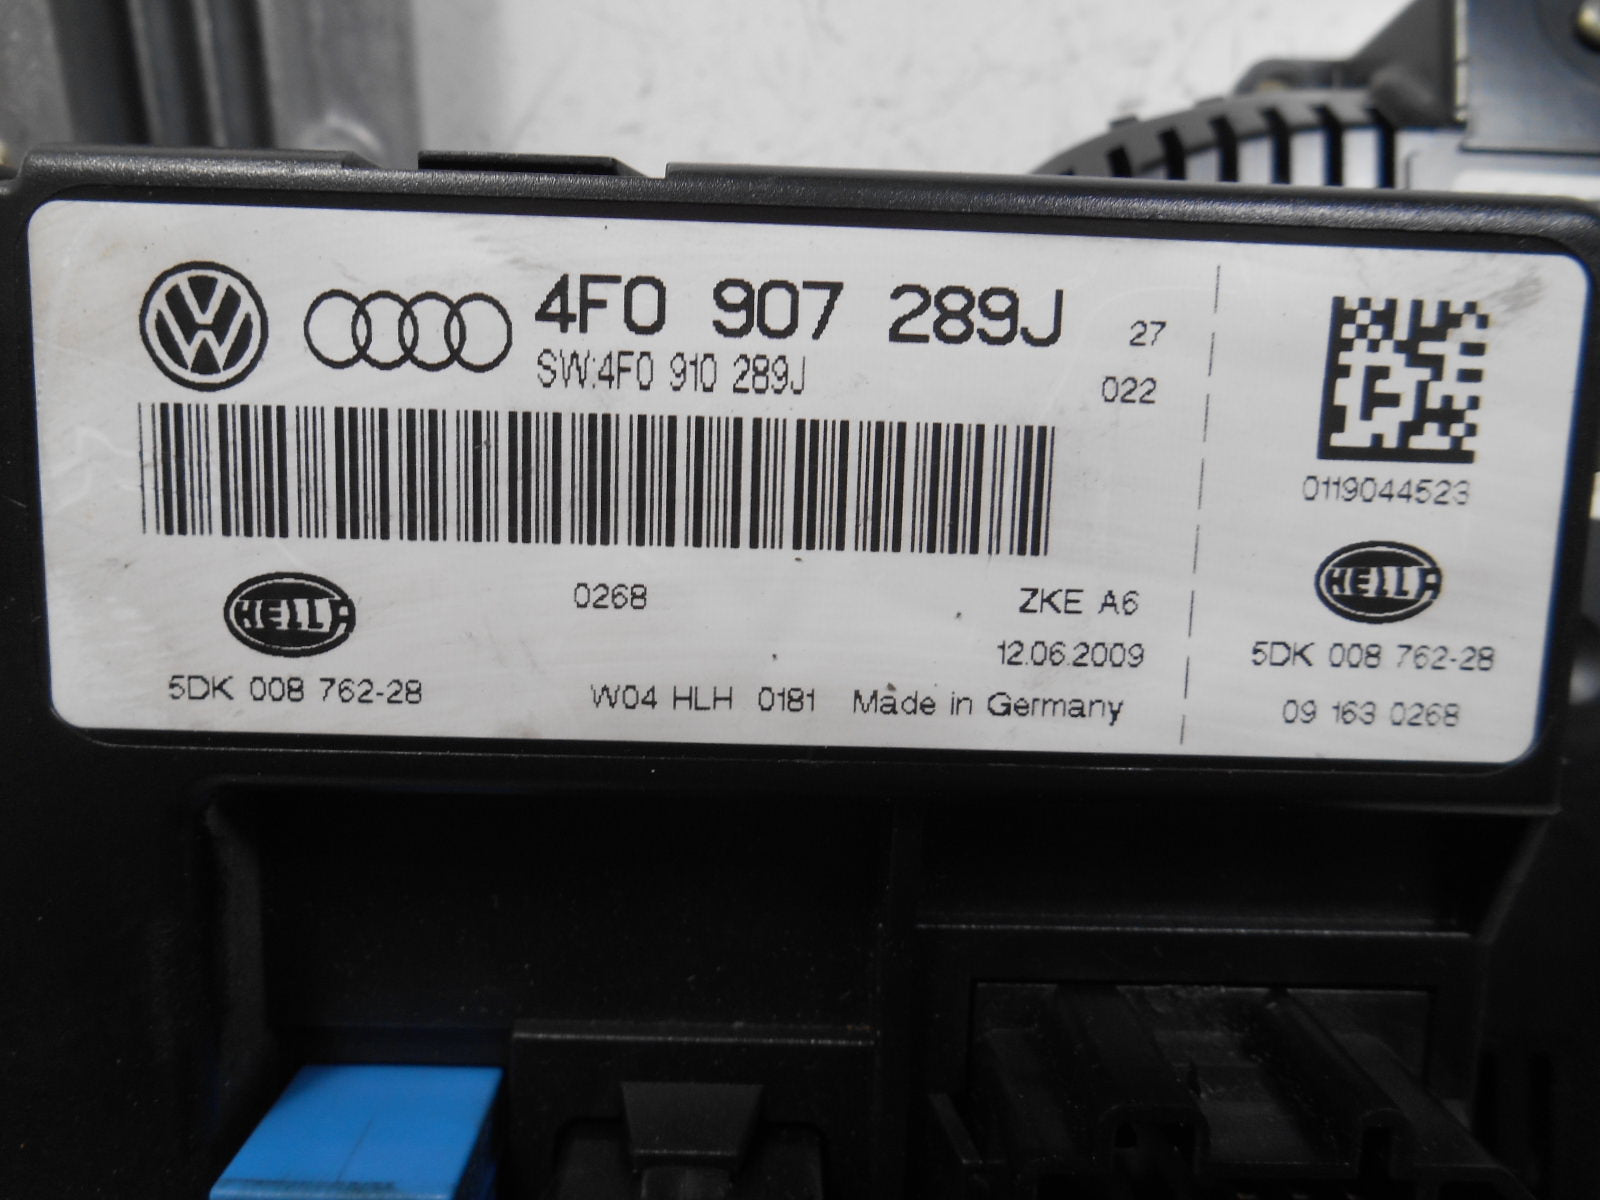 4F0 907 289J 27
SW:4F0 910 289J 022
0119044523
HELLA
5DK 008 762-28
0268
ZKE A6
12.06.2009
W04 HLH 0181 Made in Germany
HELLA
5DK 008 762-28
09 163 0268